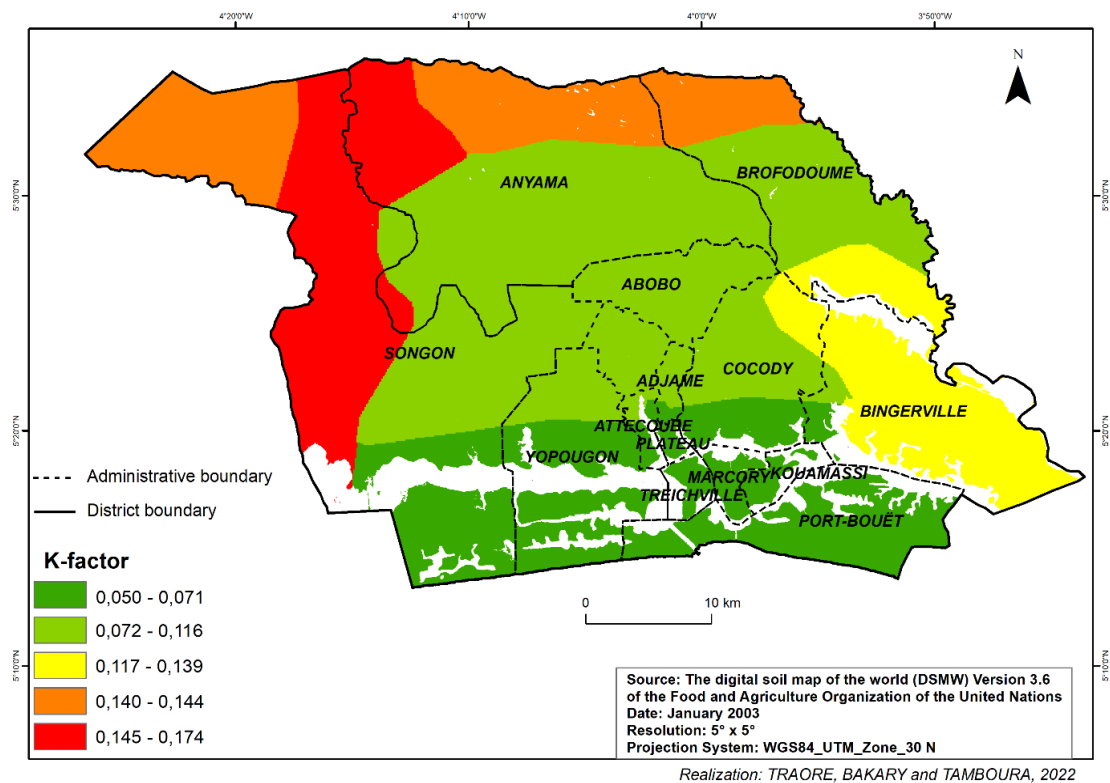 4°20'0"W
4°10'0"W
4°0'0"W
3°50'0"W
N
5°30'0"N
5°30'0"N
ANYAMA
BROFODOUME
ABOBO
SONGON
ADJAME
COCODY
BINGERVILLE
5°20'0"N
5°20'0"N
ATTECOUBE
PLATEAU
YOPOUGON
MARCORY
KOUAMASSI
TREICHVILLE
PORT-BOUËT
Administrative boundary
District boundary
K-factor
0,050 - 0,071
0,072 - 0,116
0,117 - 0,139
0,140 - 0,144
0,145 - 0,174
0
10 km
5°10'0"N
5°10'0"N
Source: The digital soil map of the world (DSMW) Version 3.6
of the Food and Agriculture Organization of the United Nations
Date: January 2003
Resolution: 5° x 5°
Projection System: WGS84_UTM_Zone_30 N
Realization: TRAORE, BAKARY and TAMBOURA, 2022